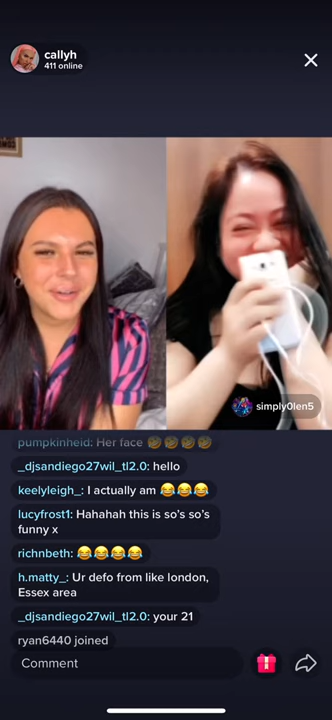 callyh
411 online
simply0len5
pumpkinheid: Her face 🤣🤣🤣🤣
_djsandiego27wil_tl2.0: hello
keelyleigh_: I actually am 😂😂😂
lucyfrost1: Hahahah this is so's so's
funny x
richnbeth: 😂😂😂😂
h.matty_: Ur defo from like london,
Essex area
_djsandiego27wil_tl2.0: your 21
ryan6440 joined
Comment